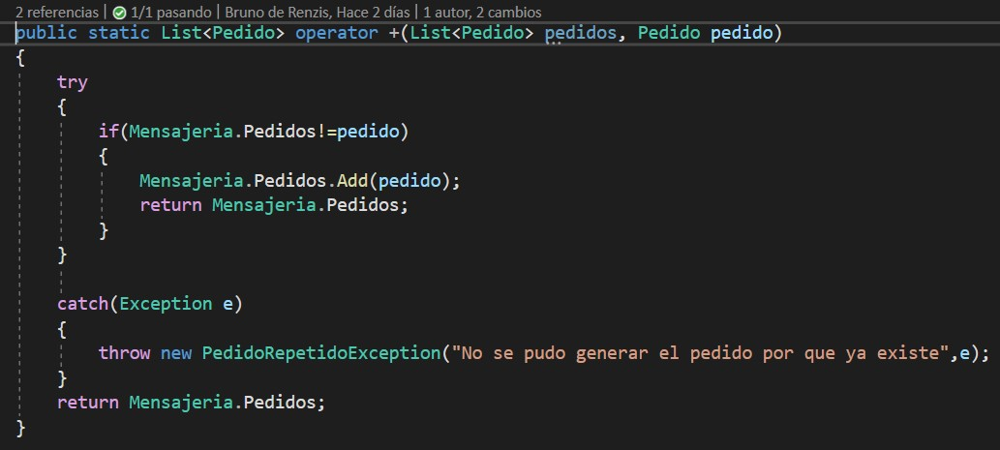 2 referencias | 1/1 pasando | Bruno de Renzis, Hace 2 días | 1 autor, 2 cambios
public static List<Pedido> operator +(List<Pedido> pedidos, Pedido pedido)
{
try
{
if(Mensajeria.Pedidos!=pedido)
{
Mensajeria.Pedidos.Add(pedido);
return Mensajeria.Pedidos;
}
}
catch(Exception e)
{
throw new PedidoRepetidoException("No se pudo generar el pedido por que ya existe",e);
}
return Mensajeria.Pedidos;
}